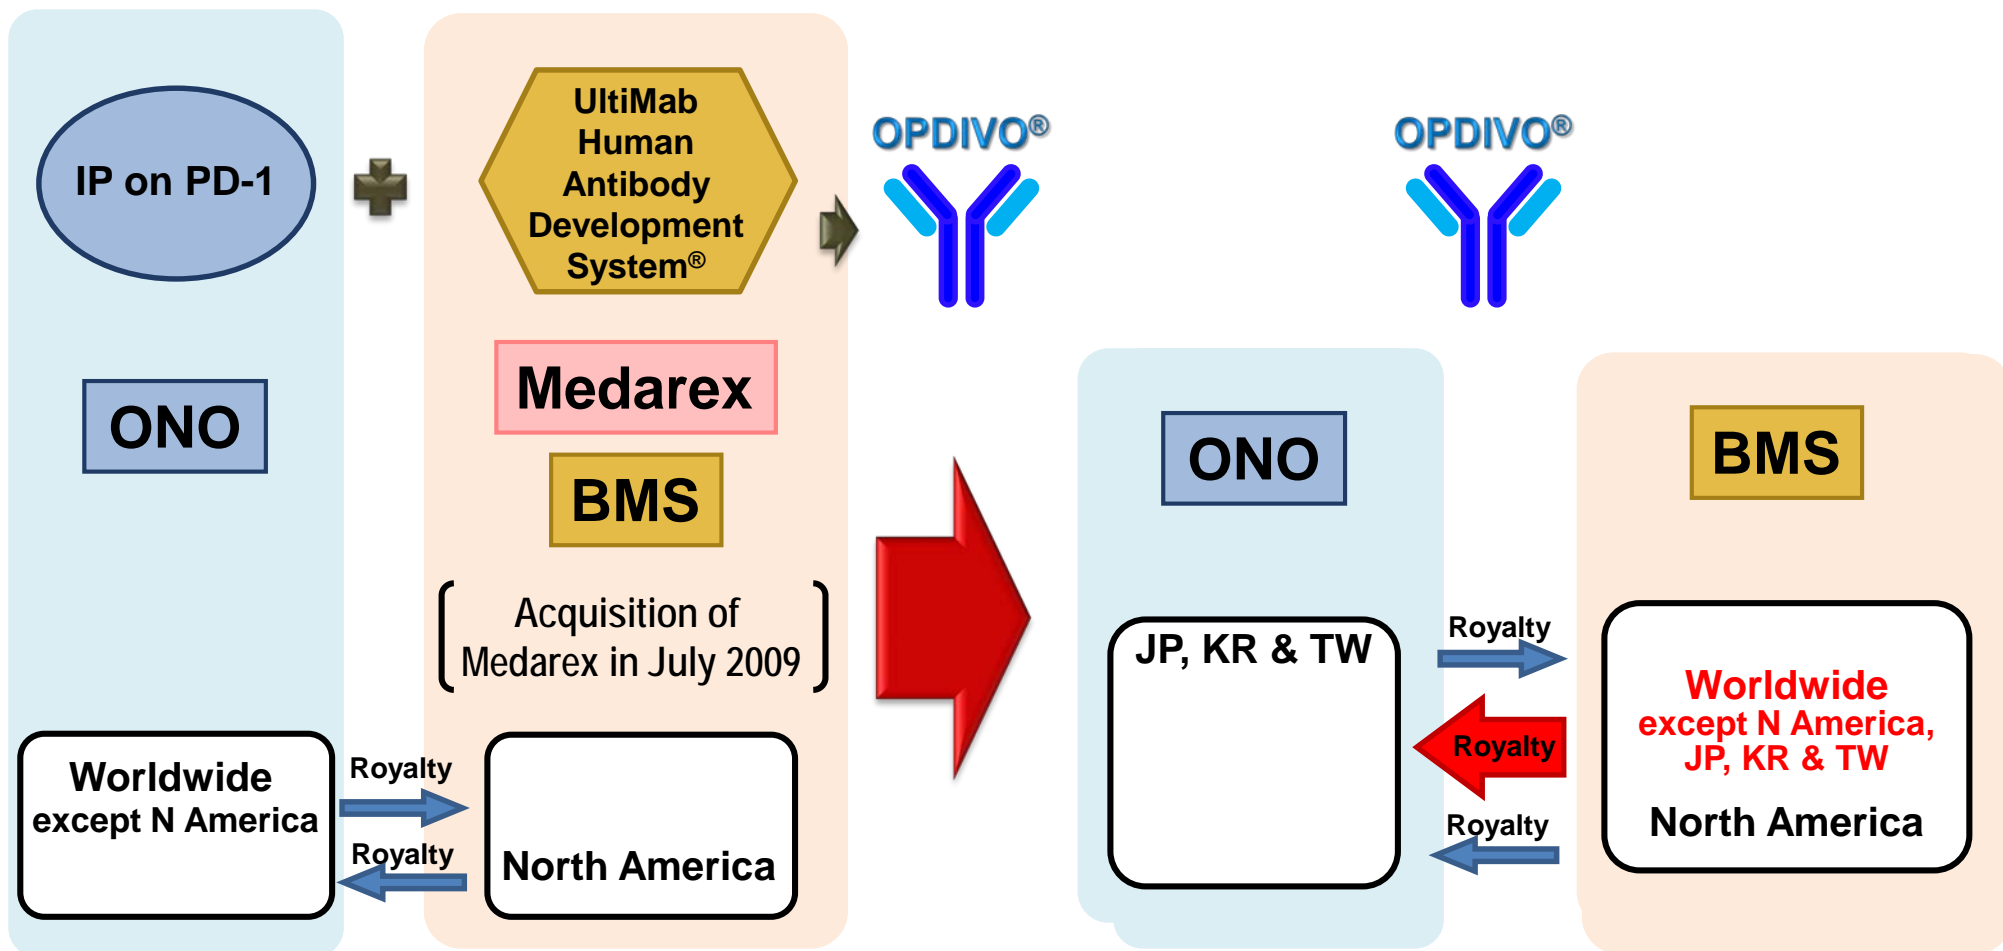 IP on PD-1
ONO
Worldwide
except N America
Royalty
Royalty
UltiMab
Human
Antibody
Development
System®
Medarex
BMS
Acquisition of
Medarex in July 2009
North America
OPDIVO®
OPDIVO®
ONO
JP, KR & TW
Royalty
Royalty
Royalty
BMS
Worldwide
except N America,
JP, KR & TW
North America